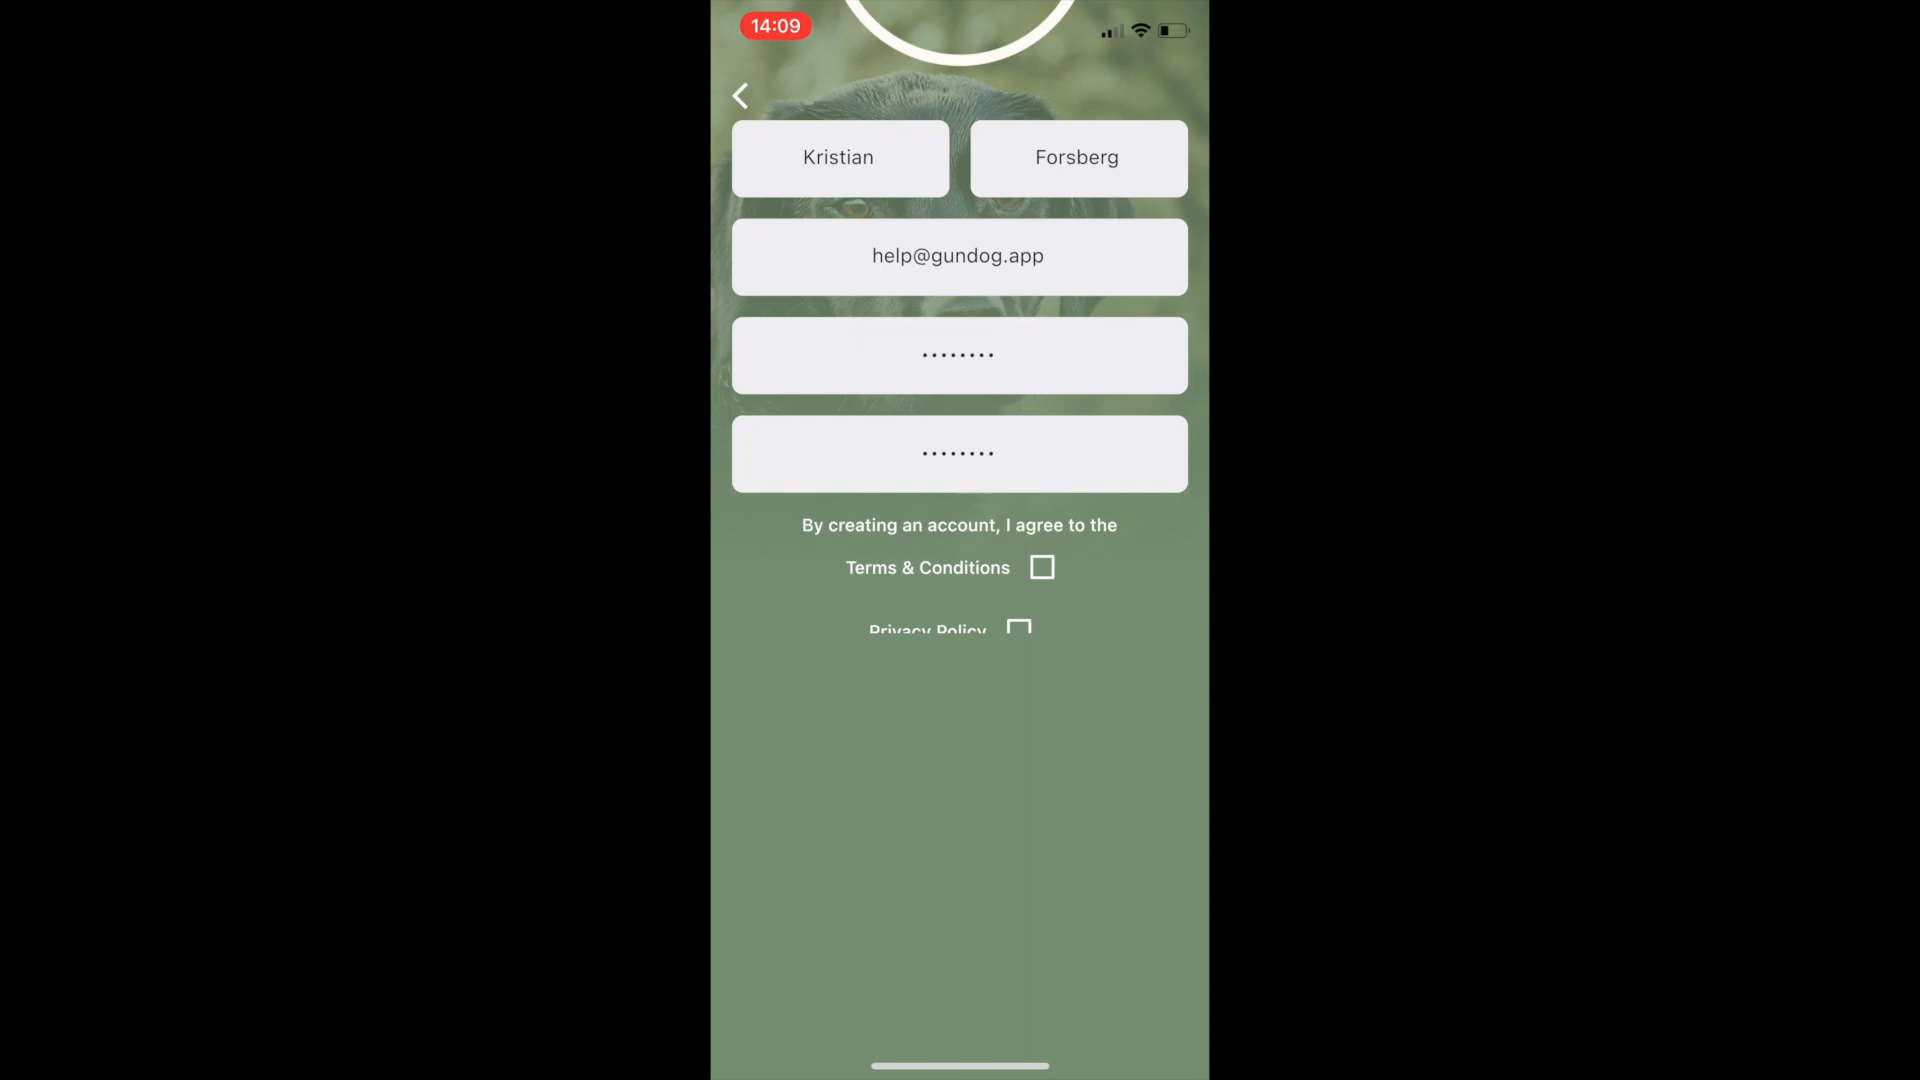 14:09
Kristian
Forsberg
help@gundog.app
••••••••
••••••••
By creating an account, I agree to the
Terms & Conditions
Privacy Policy